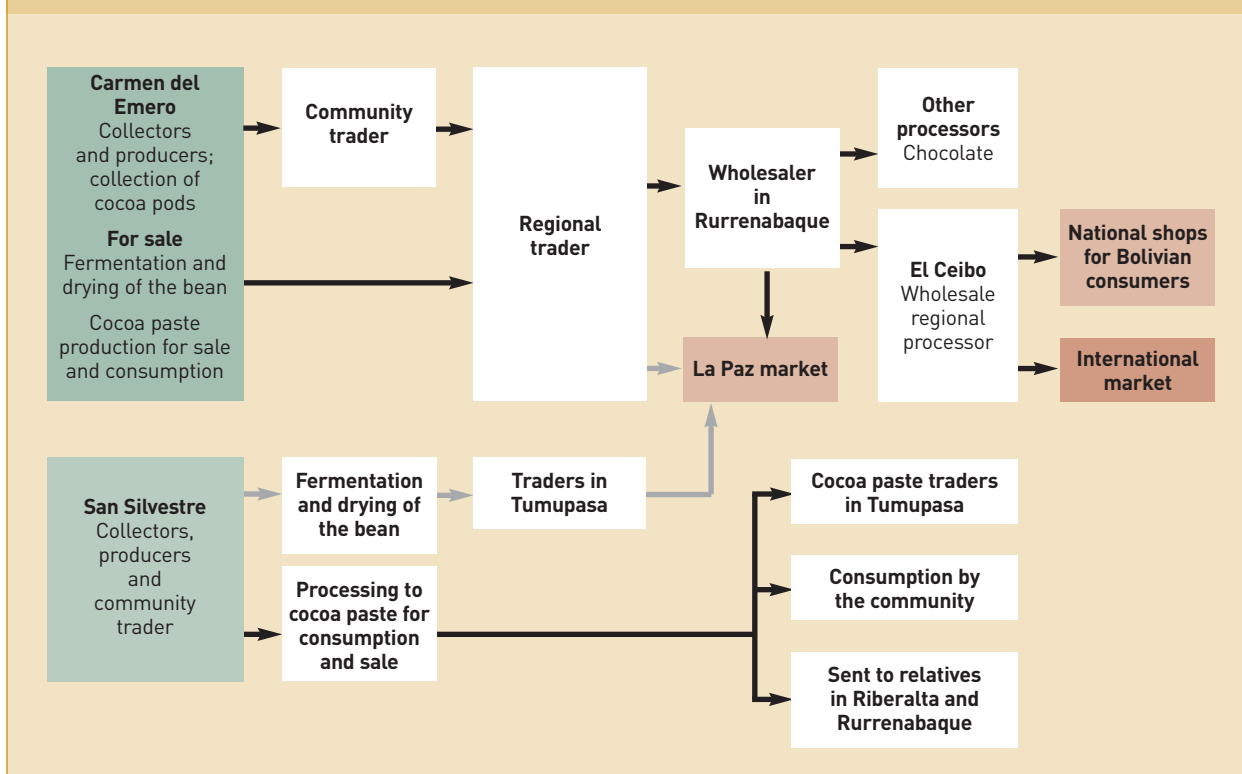 Carmen del
Emero
Collectors
and producers;
collection of
cocoa pods
For sale
Fermentation and
drying of the bean
Cocoa paste
production for sale
and consumption
Community
trader
Regional
trader
Wholesaler
in
Rurrenabaque
La Paz market
Other
processors
Chocolate
El Ceibo
Wholesale
regional
processor
National shops
for Bolivian
consumers
International
market
San Silvestre
Collectors,
producers
and
community
trader
Fermentation
and drying of
the bean
Traders in
Tumupasa
Processing to
cocoa paste for
consumption
and sale
Cocoa paste traders
in Tumupasa
Consumption by
the community
Sent to relatives
in Riberalta and
Rurrenabaque